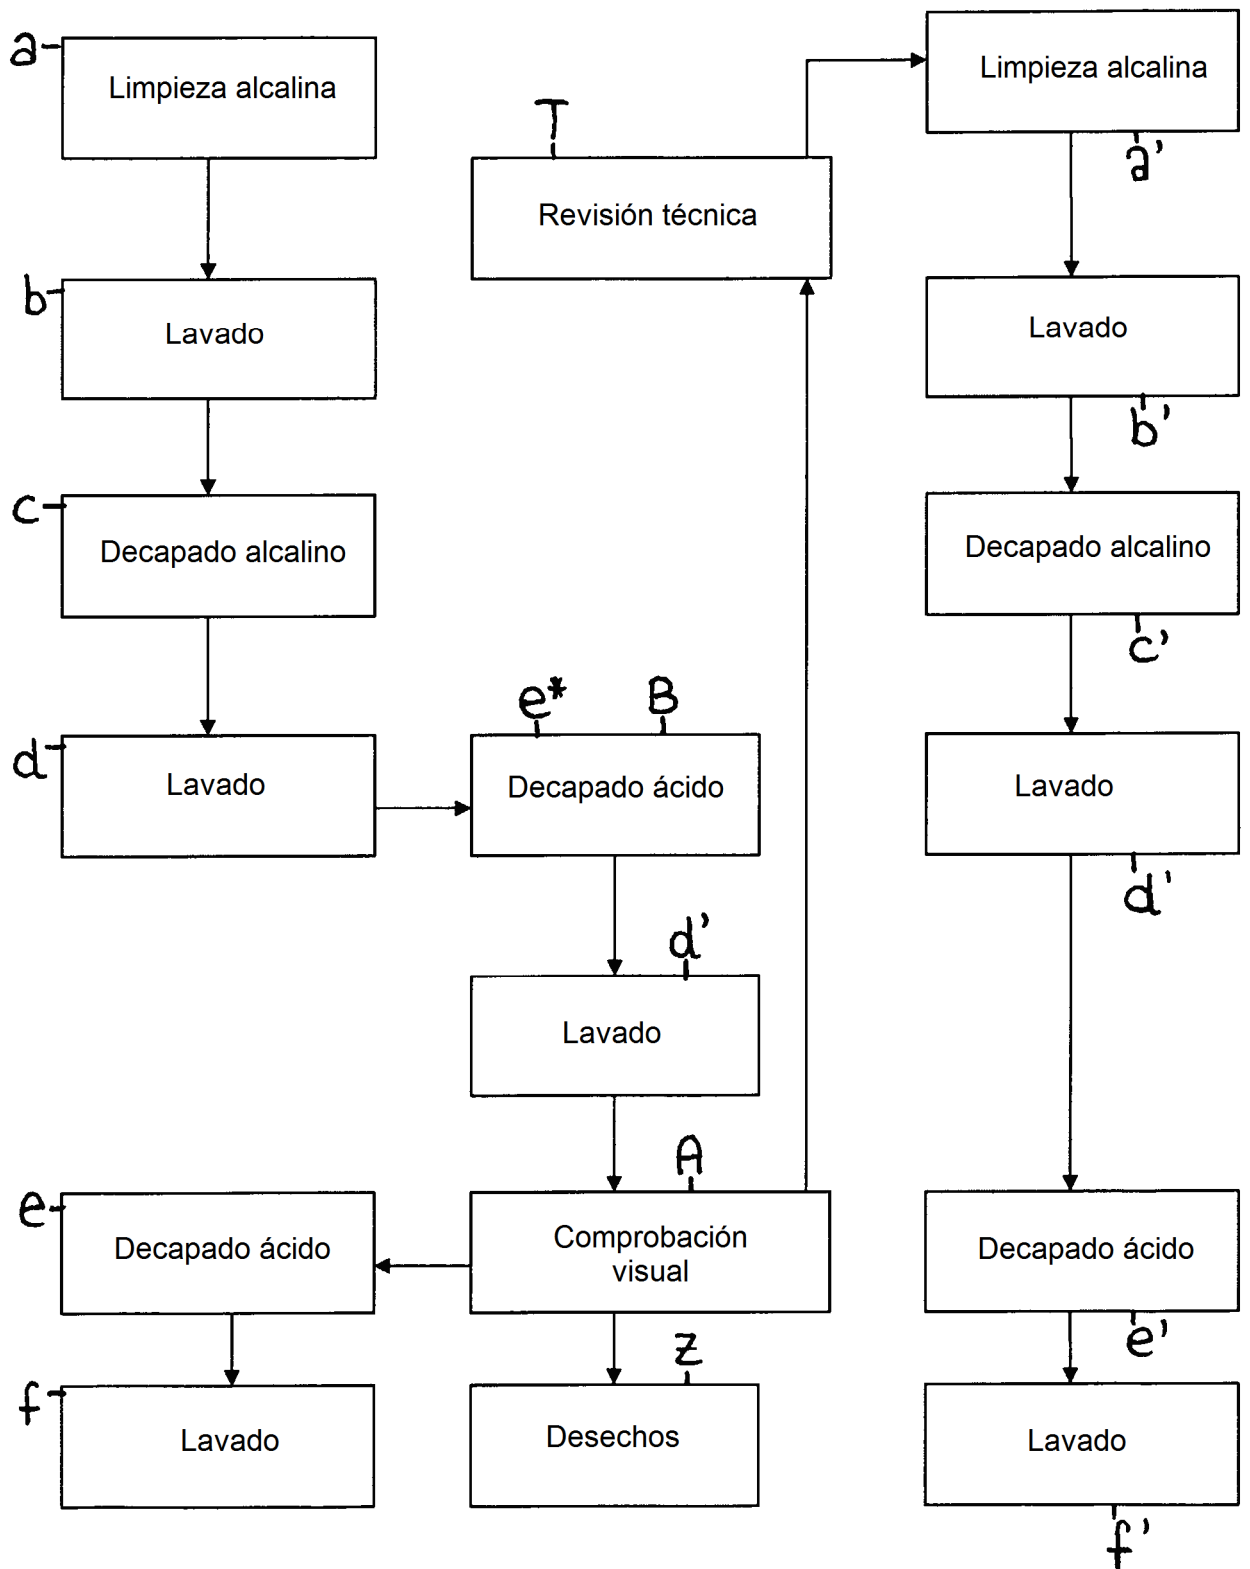 a
Limpieza alcalina
b
Lavado
c
Decapado alcalino
d
Lavado
e*
B
Decapado ácido
d'
Lavado
A
Comprobación
visual
e
Decapado ácido
f
Lavado
z
Desechos
T
Revisión técnica
Limpieza alcalina
a'
Lavado
b'
Decapado alcalino
c'
Lavado
d'
Decapado ácido
e'
Lavado
f'